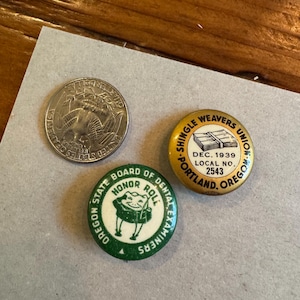 SHINGLE WEAVERS UNION
DEC. 1939
LOCAL NO.
2543
PORTLAND, OREGON
OREGON STATE BOARD OF DENTAL EXAMINERS
HONOR ROLL